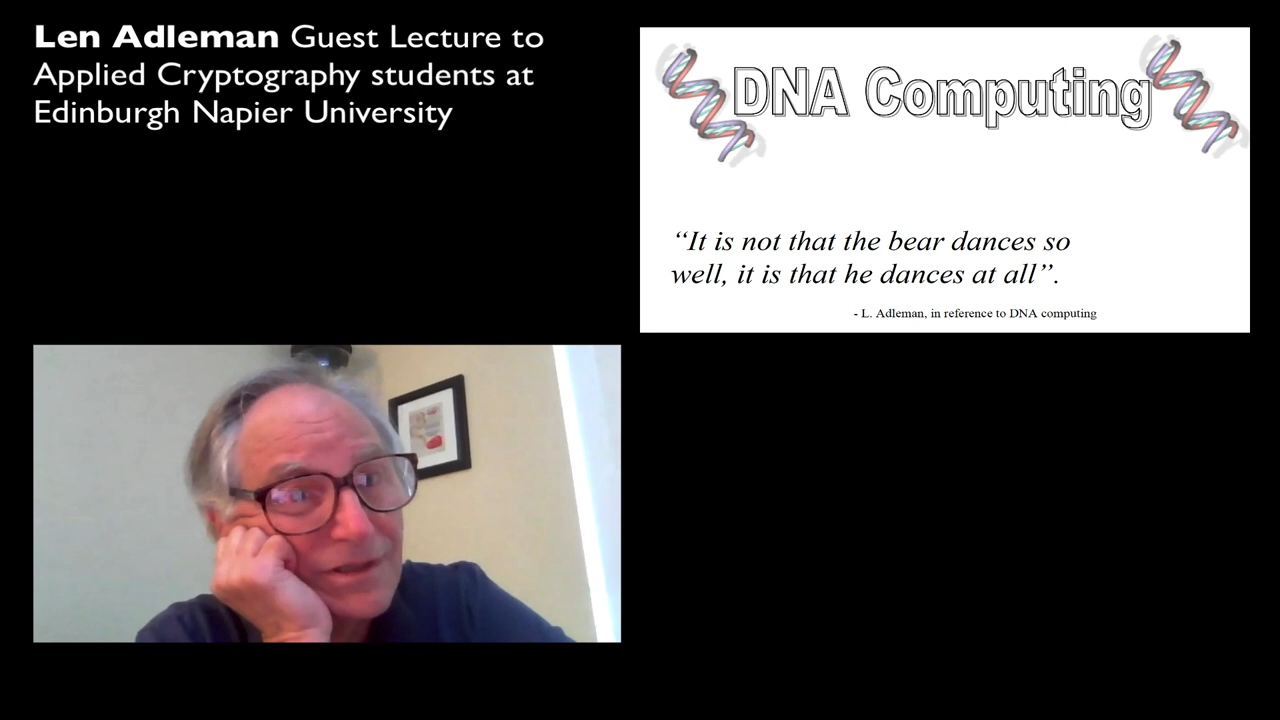 Len Adleman Guest Lecture to
Applied Cryptography students at
Edinburgh Napier University
DNA Computing
“It is not that the bear dances so
well, it is that he dances at all”.
- L. Adleman, in reference to DNA computing